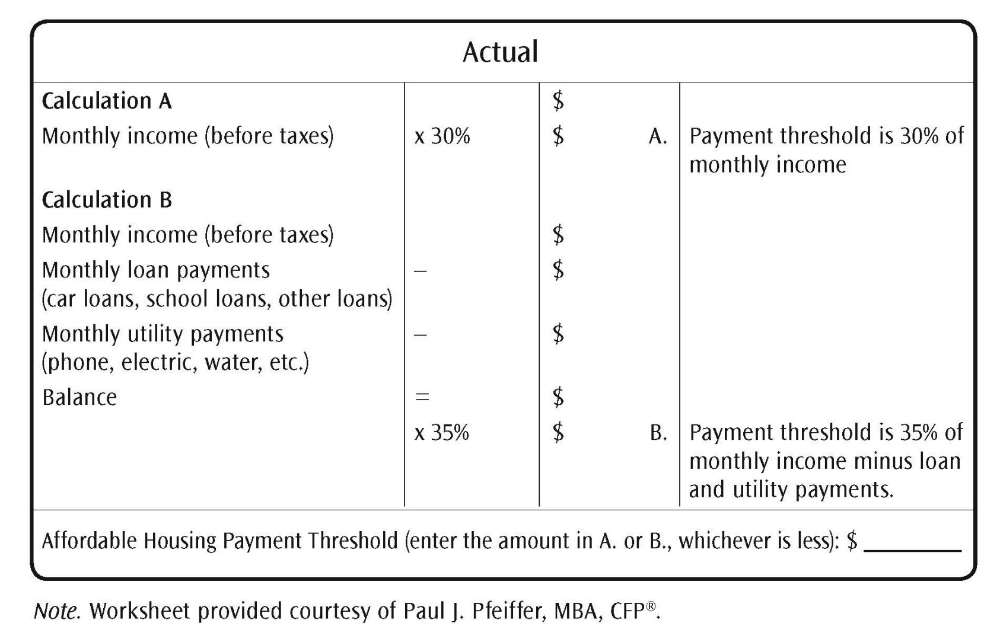 Actual
Calculation A $
Monthly income (before taxes) x 30% $ A. Payment threshold is 30% of
monthly income
Calculation B
Monthly income (before taxes) $
Monthly loan payments – $
(car loans, school loans, other loans)
Monthly utility payments – $
(phone, electric, water, etc.)
Balance = $
x 35% $ B. Payment threshold is 35% of
monthly income minus loan
and utility payments.
Affordable Housing Payment Threshold (enter the amount in A. or B., whichever is less): $
Note. Worksheet provided courtesy of Paul J. Pfeiffer, MBA, CFP®.